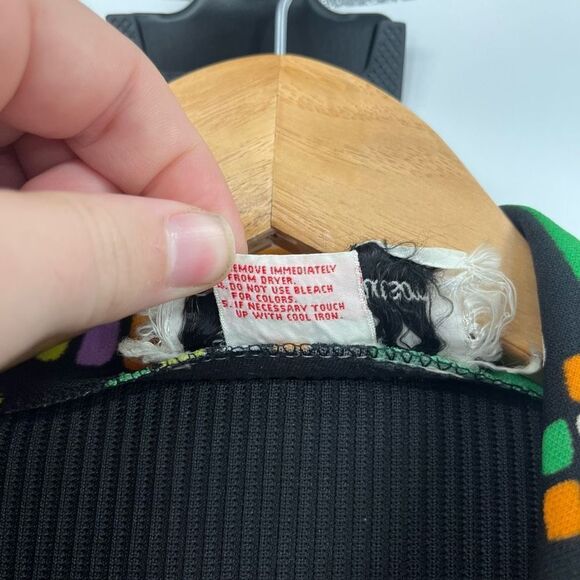 REMOVE IMMEDIATELY
FROM DRYER.
4. DO NOT USE BLEACH
FOR COLORS.
5. IF NECESSARY TOUCH
UP WITH COOL IRON.